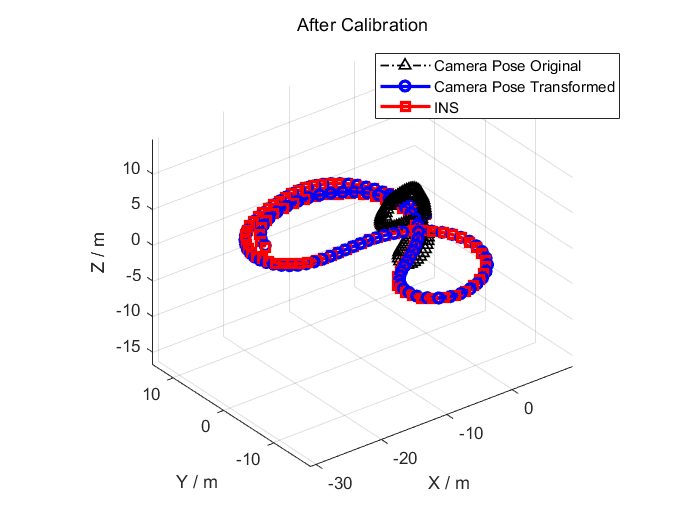 After Calibration
Camera Pose Original
Camera Pose Transformed
INS
10
5
0
-5
-10
-15
Z / m
10
0
-10
Y / m
-30
-20
-10
0
X / m